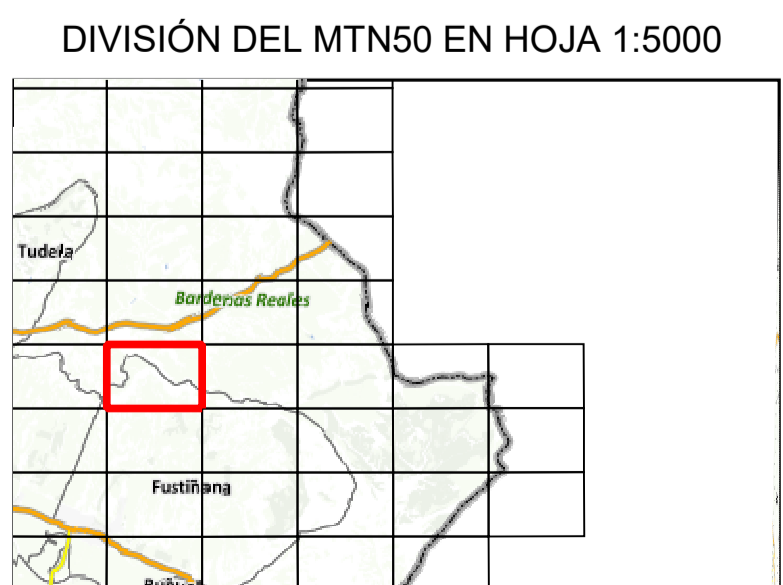 DIVISIÓN DEL MTN50 EN HOJA 1:5000
Tudela
Bardenas Reales
Fustiñana